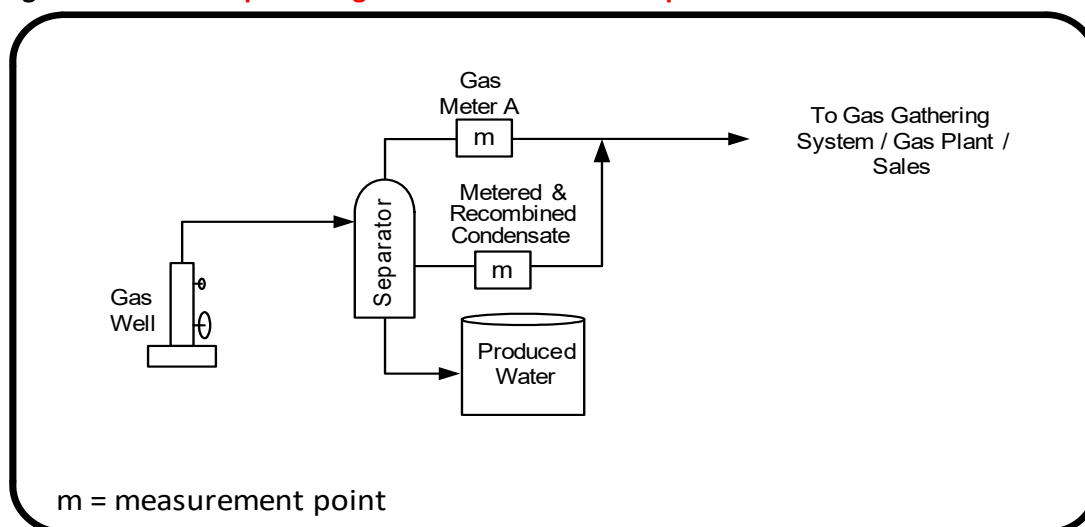 Gas
Meter A
m
To Gas Gathering
System / Gas Plant /
Sales
Metered &
Recombined
Condensate
m
Separator
Gas
Well
Produced
Water
m = measurement point